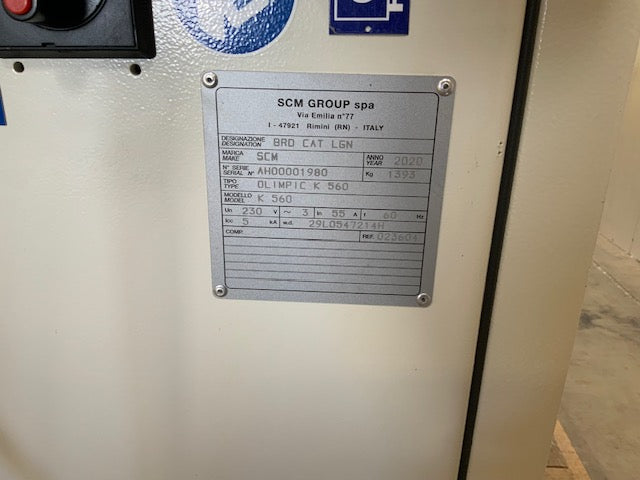 SCM GROUP spa
Via Emilia n°77
I - 47921 Rimini (RN) - ITALY
DESIGNAZIONE
DESIGNATION BRD CAT LGN
MARCA
MAKE SCM ANNO
YEAR 2020
N° SERIE
SERIAL N° AH00001980 Kg 1393
TIPO
TYPE OLIMPIC K 560
MODELLO
MODEL K 560
Un 230 V ~ 3 In 55 A f 60 Hz
Icc 5 kA w.d. 29L0547214H
COMP. REF. 023604